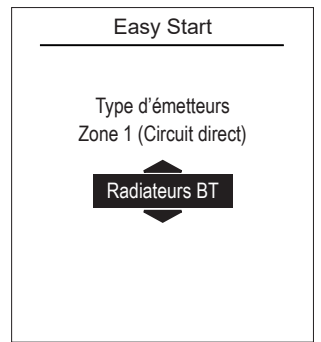 Easy Start
Type d'émetteurs
Zone 1 (Circuit direct)
Radiateurs BT